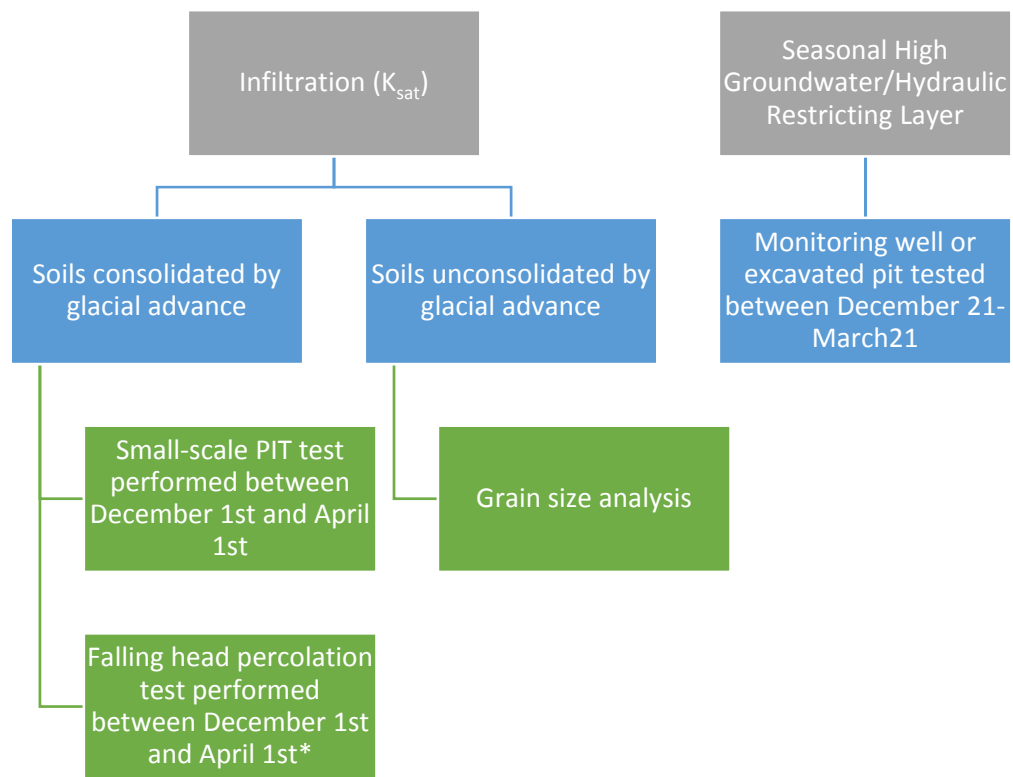 Infiltration (Ksat)
Seasonal High
Groundwater/Hydraulic
Restricting Layer
Soils consolidated by
glacial advance
Soils unconsolidated by
glacial advance
Monitoring well or
excavated pit tested
between December 21-
March21
Small-scale PIT test
performed between
December 1st and April
1st
Grain size analysis
Falling head percolation
test performed
between December 1st
and April 1st*